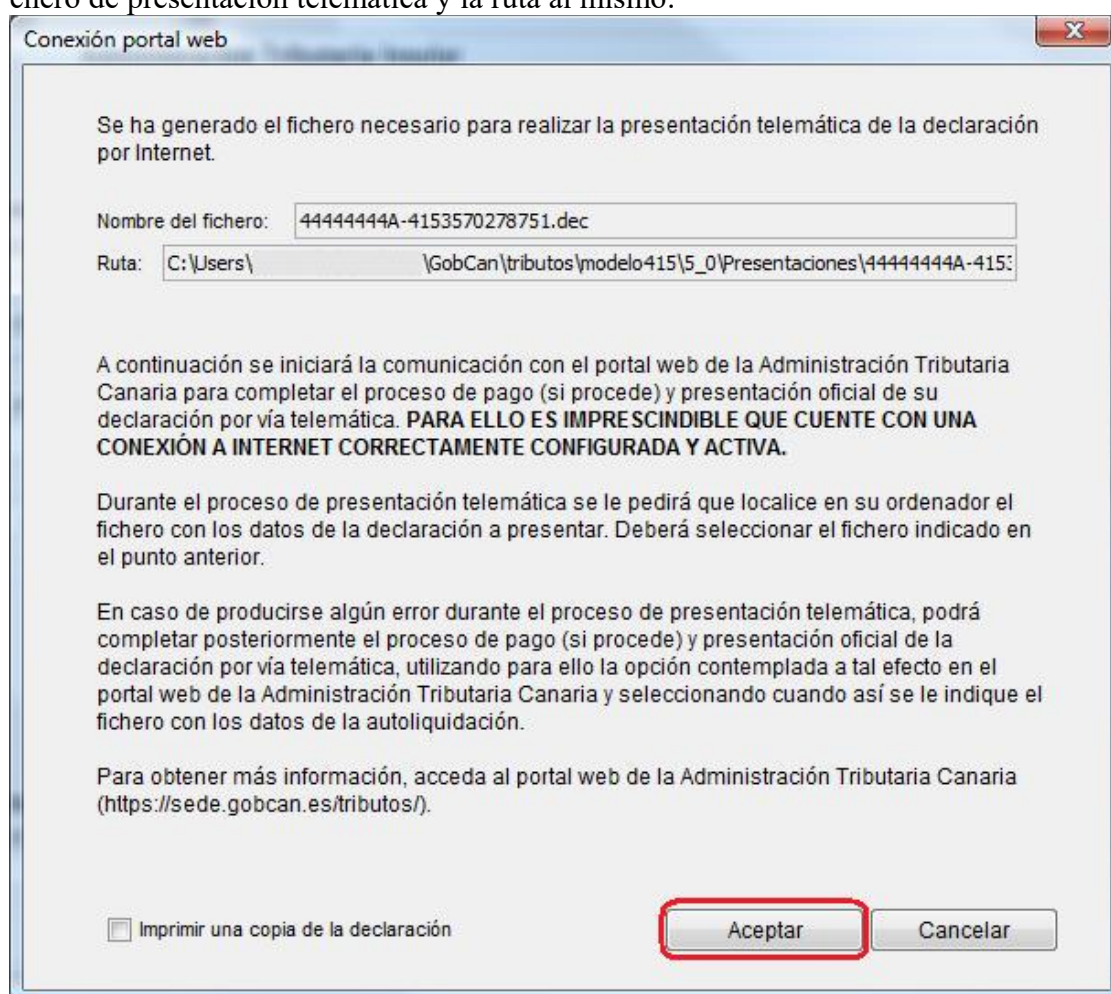 de presentación telemática y la ruta al mismo.
Conexión portal web
Se ha generado el fichero necesario para realizar la presentación telemática de la declaración
por Internet.
Nombre del fichero: 44444444A-4153570278751.dec
Ruta: C:\Users\ \GobCan\tributos\modelo415\5_0\Presentaciones\44444444A-415
A continuación se iniciará la comunicación con el portal web de la Administración Tributaria
Canaria para completar el proceso de pago (si procede) y presentación oficial de su
declaración por vía telemática. PARA ELLO ES IMPRESCINDIBLE QUE CUENTE CON UNA
CONEXIÓN A INTERNET CORRECTAMENTE CONFIGURADA Y ACTIVA.
Durante el proceso de presentación telemática se le pedirá que localice en su ordenador el
fichero con los datos de la declaración a presentar. Deberá seleccionar el fichero indicado en
el punto anterior.
En caso de producirse algún error durante el proceso de presentación telemática, podrá
completar posteriormente el proceso de pago (si procede) y presentación oficial de la
declaración por vía telemática, utilizando para ello la opción contemplada a tal efecto en el
portal web de la Administración Tributaria Canaria y seleccionando cuando así se le indique el
fichero con los datos de la autoliquidación.
Para obtener más información, acceda al portal web de la Administración Tributaria Canaria
(https://sede.gobcan.es/tributos/).
Imprimir una copia de la declaración
Aceptar
Cancelar